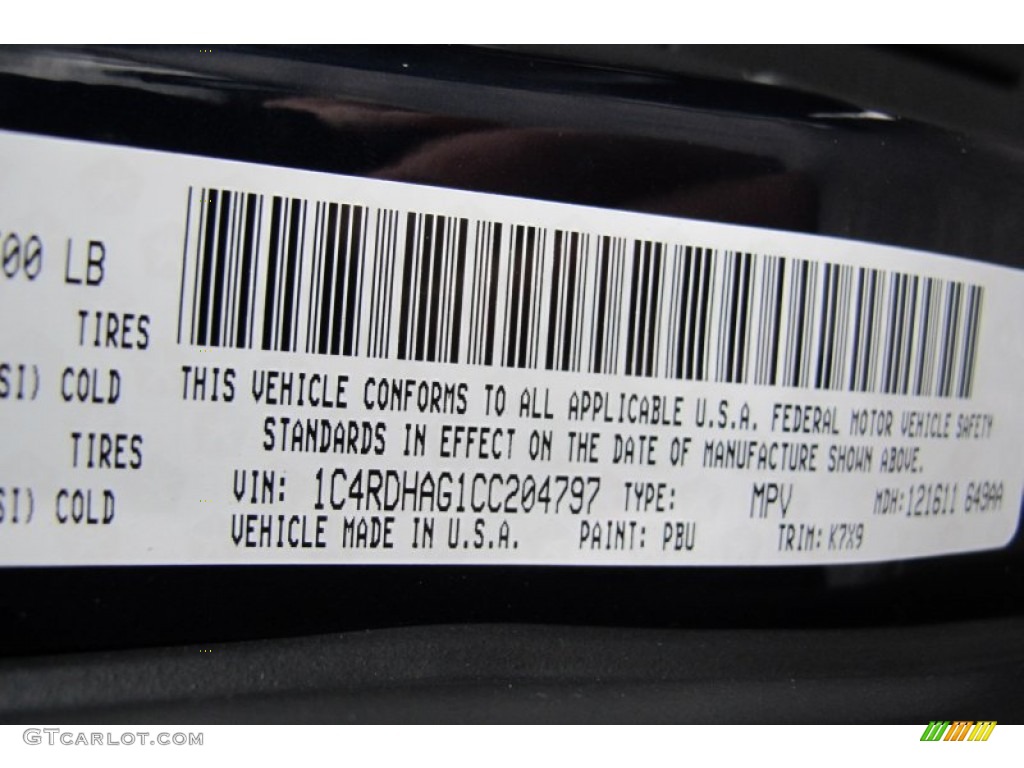 00 LB
TIRES
SI) COLD
TIRES
SI) COLD
THIS VEHICLE CONFORMS TO ALL APPLICABLE U.S.A. FEDERAL MOTOR VEHICLE SAFETY
STANDARDS IN EFFECT ON THE DATE OF MANUFACTURE SHOWN ABOVE.
VIN: 1C4RDHAG1CC204797 TYPE: MPV MDH:121611 649AA
VEHICLE MADE IN U.S.A. PAINT: PBU TRIM: K7X9
GTCarlot.com